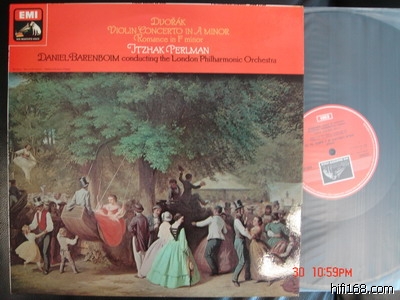 EMI
DVOŘÁK
VIOLIN CONCERTO IN A MINOR
Romance in F minor
ITZHAK PERLMAN
DANIEL BARENBOIM conducting the London Philharmonic Orchestra
EMI
30 10:59PM
hifi168.com